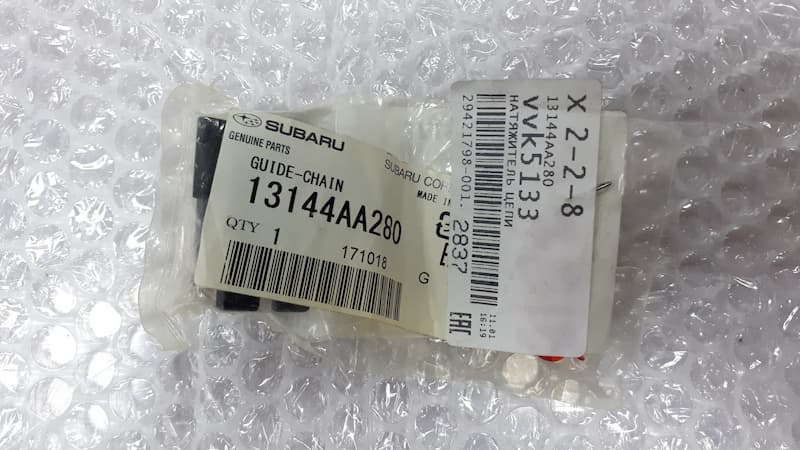 SUBARU
GENUINE PARTS
GUIDE-CHAIN
13144AA280
QTY 1
171018
G
SUBARU COR
MADE IN
X 2-2-8
13144AA280
vvk5133
НАТЯЖИТЕЛЬ ЦЕПИ
29421798-001. 2837
11.01
16:19
EAC